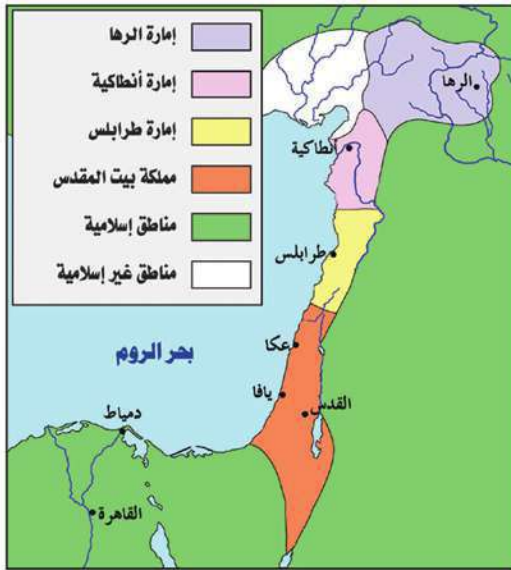 إمارة الرها
إمارة أنطاكية
إمارة طرابلس
مملكة بيت المقدس
مناطق إسلامية
مناطق غير إسلامية
الرها
أنطاكية
طرابلس
عكا
بحر الروم
يافا
القدس
دمياط
القاهرة